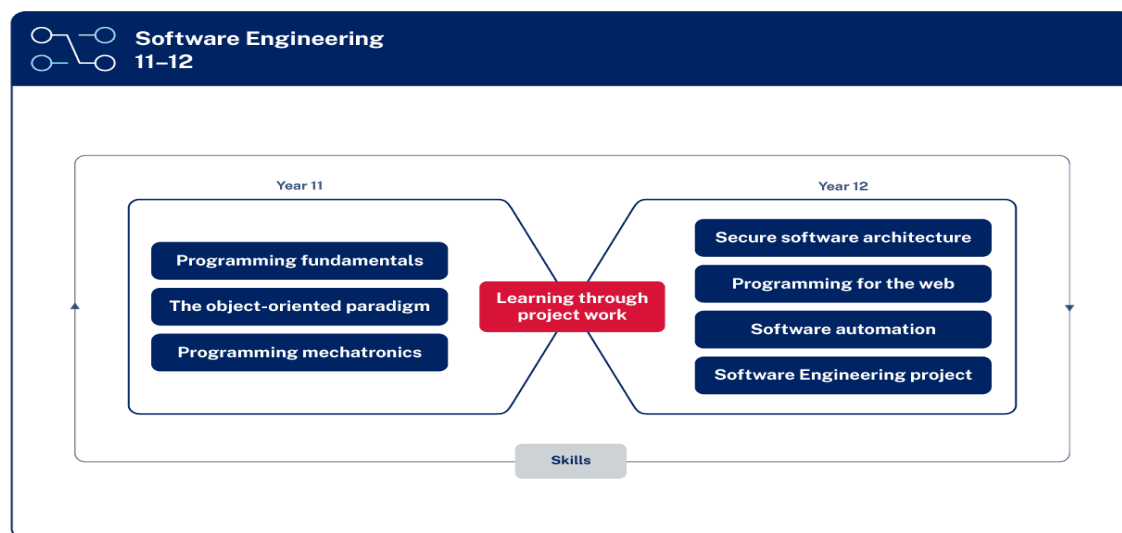 Software Engineering
11–12
Year 11
Programming fundamentals
The object-oriented paradigm
Programming mechatronics
Learning through
project work
Year 12
Secure software architecture
Programming for the web
Software automation
Software Engineering project
Skills